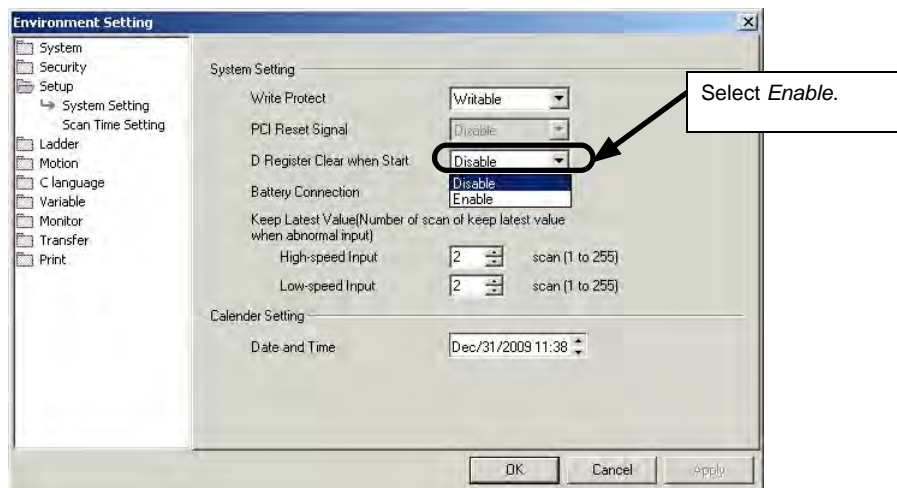 Environment Setting
System
Security
Setup
System Setting
Scan Time Setting
Ladder
Motion
C language
Variable
Monitor
Transfer
Print
System Setting
Write Protect Writable
PCI Reset Signal Disable
D Register Clear when Start Disable
Disable
Enable
Battery Connection
Keep Latest Value(Number of scan of keep latest value
when abnormal input)
High-speed Input 2 scan (1 to 255)
Low-speed Input 2 scan (1 to 255)
Calender Setting
Date and Time Dec/31/2009 11:38
OK Cancel Apply
Select Enable.